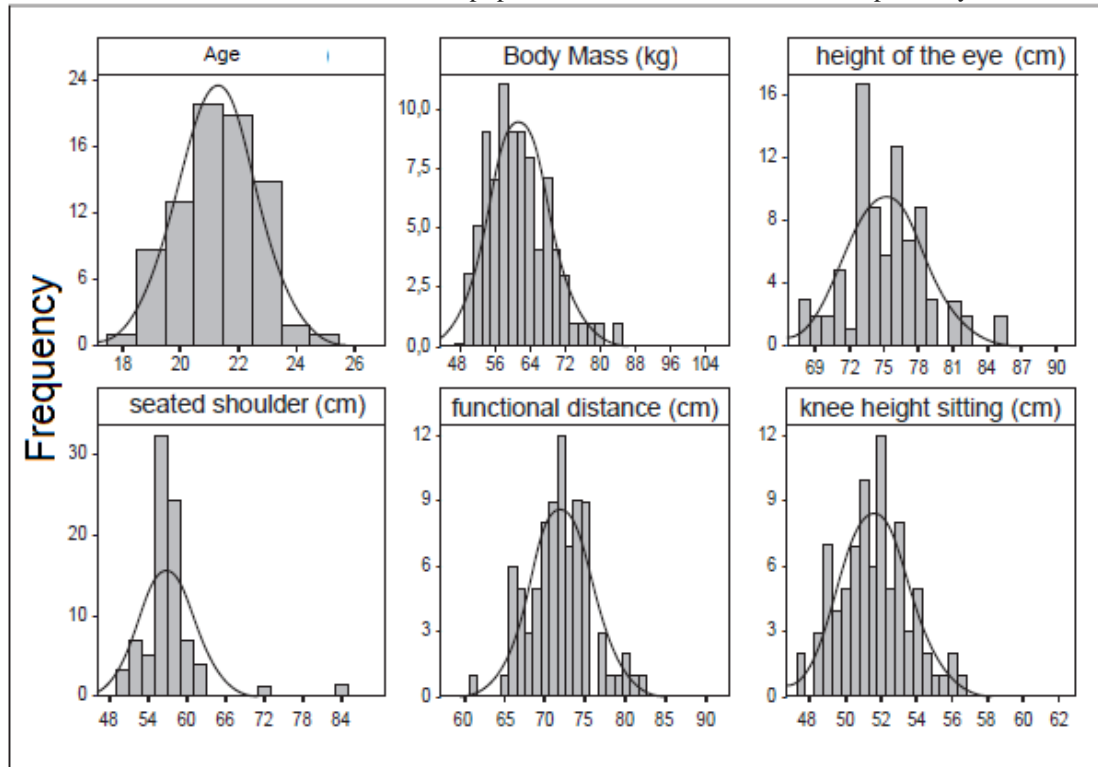 Age
Body Mass (kg)
height of the eye (cm)
24
16
12
6
0
18 20 22 24 26
10,0
7,5
5,0
2,5
0,0
48 56 64 72 80 88 96 104
16
12
8
4
0
69 72 75 78 81 84 87 90
Frequency
seated shoulder (cm)
functional distance (cm)
knee height sitting (cm)
30
20
10
0
48 54 60 66 72 78 84
12
9
6
3
0
60 65 70 75 80 85 90
12
9
6
3
0
48 50 52 54 56 58 60 62